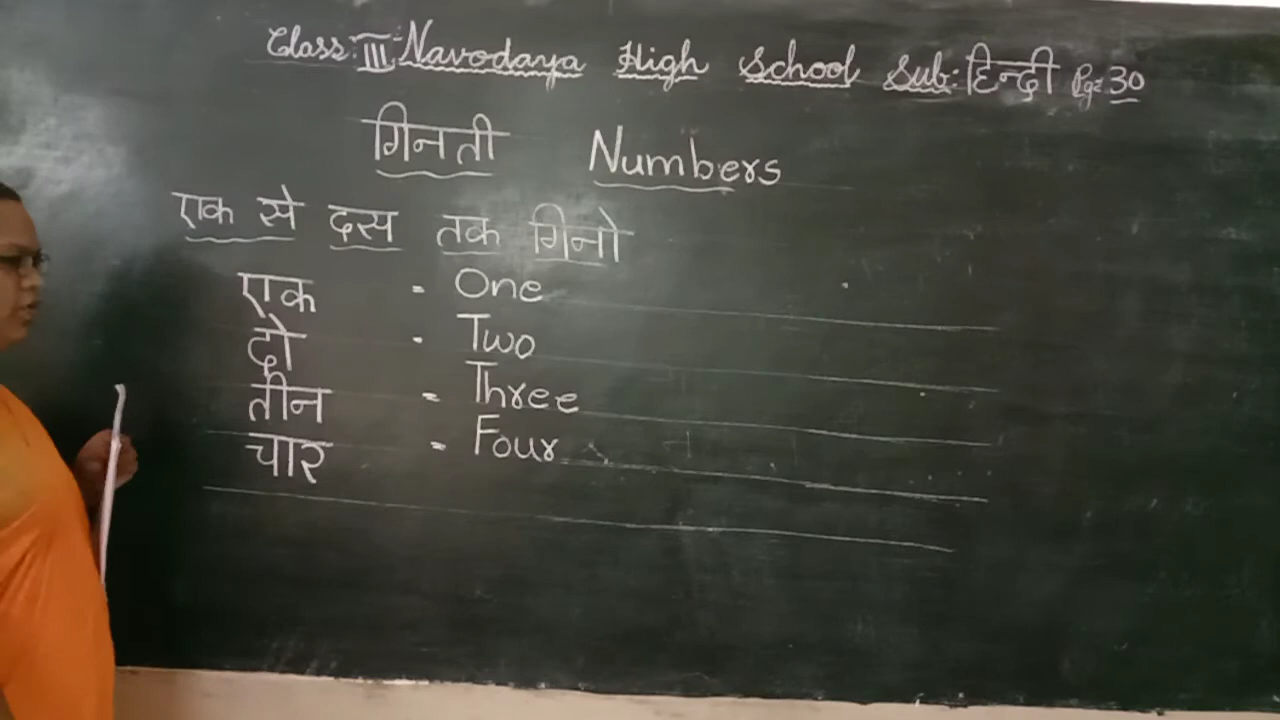 Class: III Navodaya High School Sub: हिन्दी Pg: 30
गिनती Numbers
एक से दस तक गिनो
एक = One
दो = Two
तीन = Three
चार = Four